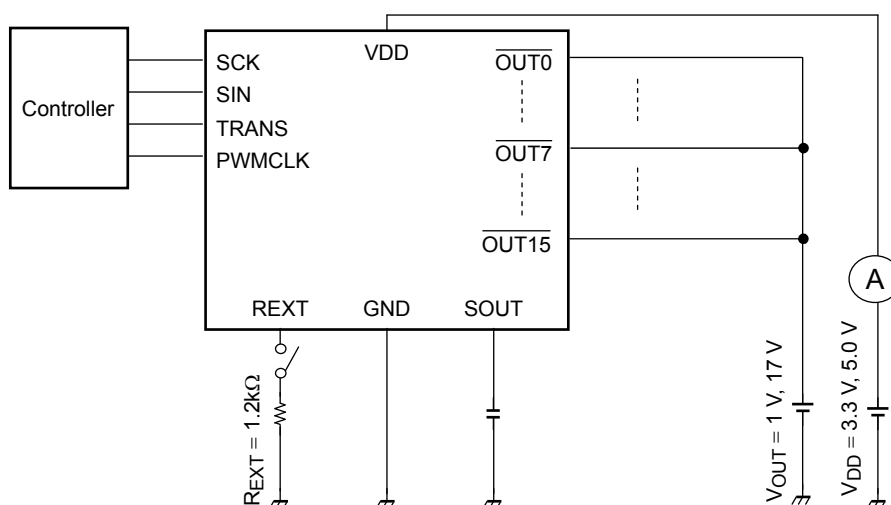 Controller
SCK
SIN
TRANS
PWMCLK
VDD
OUT0
OUT7
OUT15
REXT
GND
SOUT
A
REXT = 1.2kΩ
VOUT = 1 V, 17 V
VDD = 3.3 V, 5.0 V